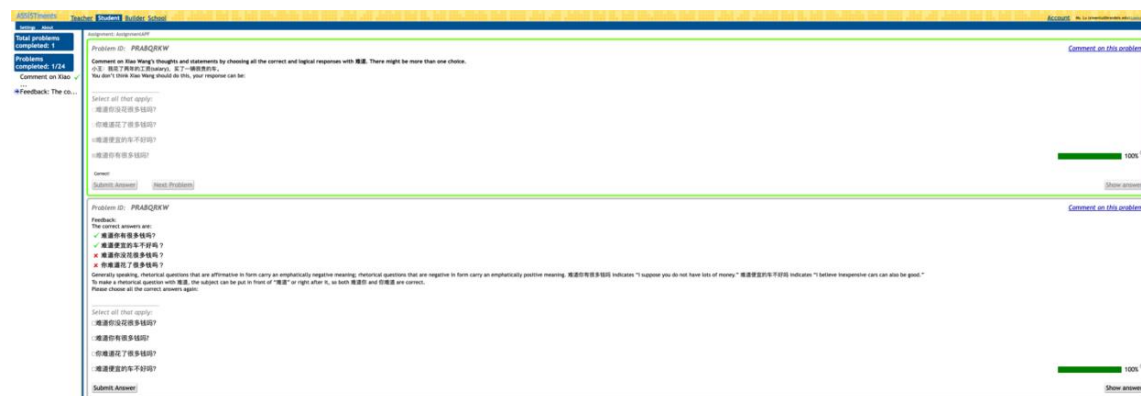 ASSISTments
Teacher Student Builder School
Account
Settings About
Total problems completed: 1
Problems completed: 1/24
Comment on Xiao ✓
...
Feedback: The co...
Assignment: AssignmentAPF
Problem ID: PRABQRKW
Comment on this problem
Comment on Xiao Wang's thoughts and statements by choosing all the correct and logical responses with 难道. There might be more than one choice.
小王：我花了两年的工资(salary)，买了一辆很贵的车。
You don't think Xiao Wang should do this, your response can be:
Select all that apply:
难道你没花很多钱吗?
你难道花了很多钱吗?
难道便宜的车不好吗?
难道你有很多钱吗?
100%
Correct!
Submit Answer Next Problem
Show answer
Problem ID: PRABQRKW
Comment on this problem
Feedback:
The correct answers are:
✓ 难道你有很多钱吗?
✓ 难道便宜的车不好吗?
× 难道你没花很多钱吗?
× 你难道花了很多钱吗?
Generally speaking, rhetorical questions that are affirmative in form carry an emphatically negative meaning; rhetorical questions that are negative in form carry an emphatically positive meaning. 难道你有很多钱吗 indicates "I suppose you do not have lots of money." 难道便宜的车不好吗 indicates "I believe inexpensive cars can also be good."
To make a rhetorical question with 难道, the subject can be put in front of "难道" or right after it, so both 难道你 and 你难道 are correct.
Please choose all the correct answers again:
Select all that apply:
难道你没花很多钱吗?
难道你有很多钱吗?
你难道花了很多钱吗?
难道便宜的车不好吗?
100%
Submit Answer
Show answer